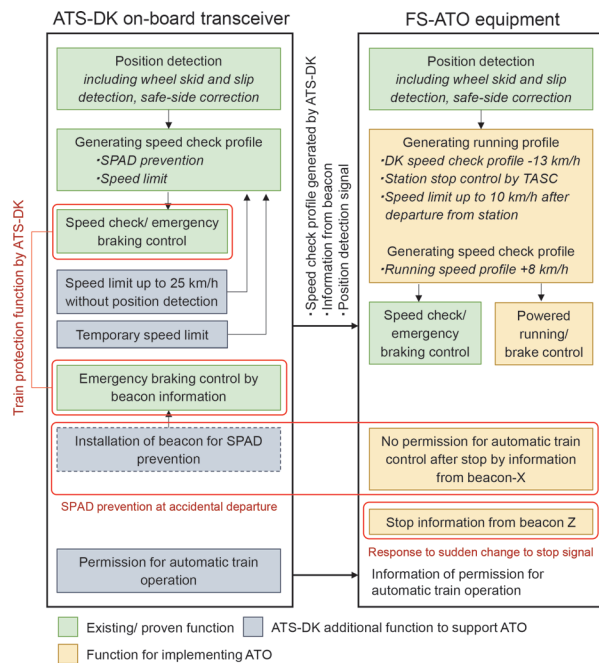 ATS-DK on-board transceiver
Position detection
including wheel skid and slip
detection, safe-side correction
Generating speed check profile
•SPAD prevention
•Speed limit
Speed check/ emergency
braking control
Speed limit up to 25 km/h
without position detection
Temporary speed limit
Emergency braking control by
beacon information
Installation of beacon for SPAD
prevention
SPAD prevention at accidental departure
Permission for automatic train
operation
Train protection function by ATS-DK
•Speed check profile generated by ATS-DK
•Information from beacon
•Position detection signal
FS-ATO equipment
Position detection
including wheel skid and slip
detection, safe-side correction
Generating running profile
•DK speed check profile -13 km/h
•Station stop control by TASC
•Speed limit up to 10 km/h after
departure from station
Generating speed check profile
•Running speed profile +8 km/h
Speed check/
emergency
braking control
Powered
running/
brake control
No permission for automatic train
control after stop by information
from beacon-X
Stop information from beacon Z
Response to sudden change to stop signal
Information of permission for
automatic train operation
Existing/ proven function
ATS-DK additional function to support ATO
Function for implementing ATO